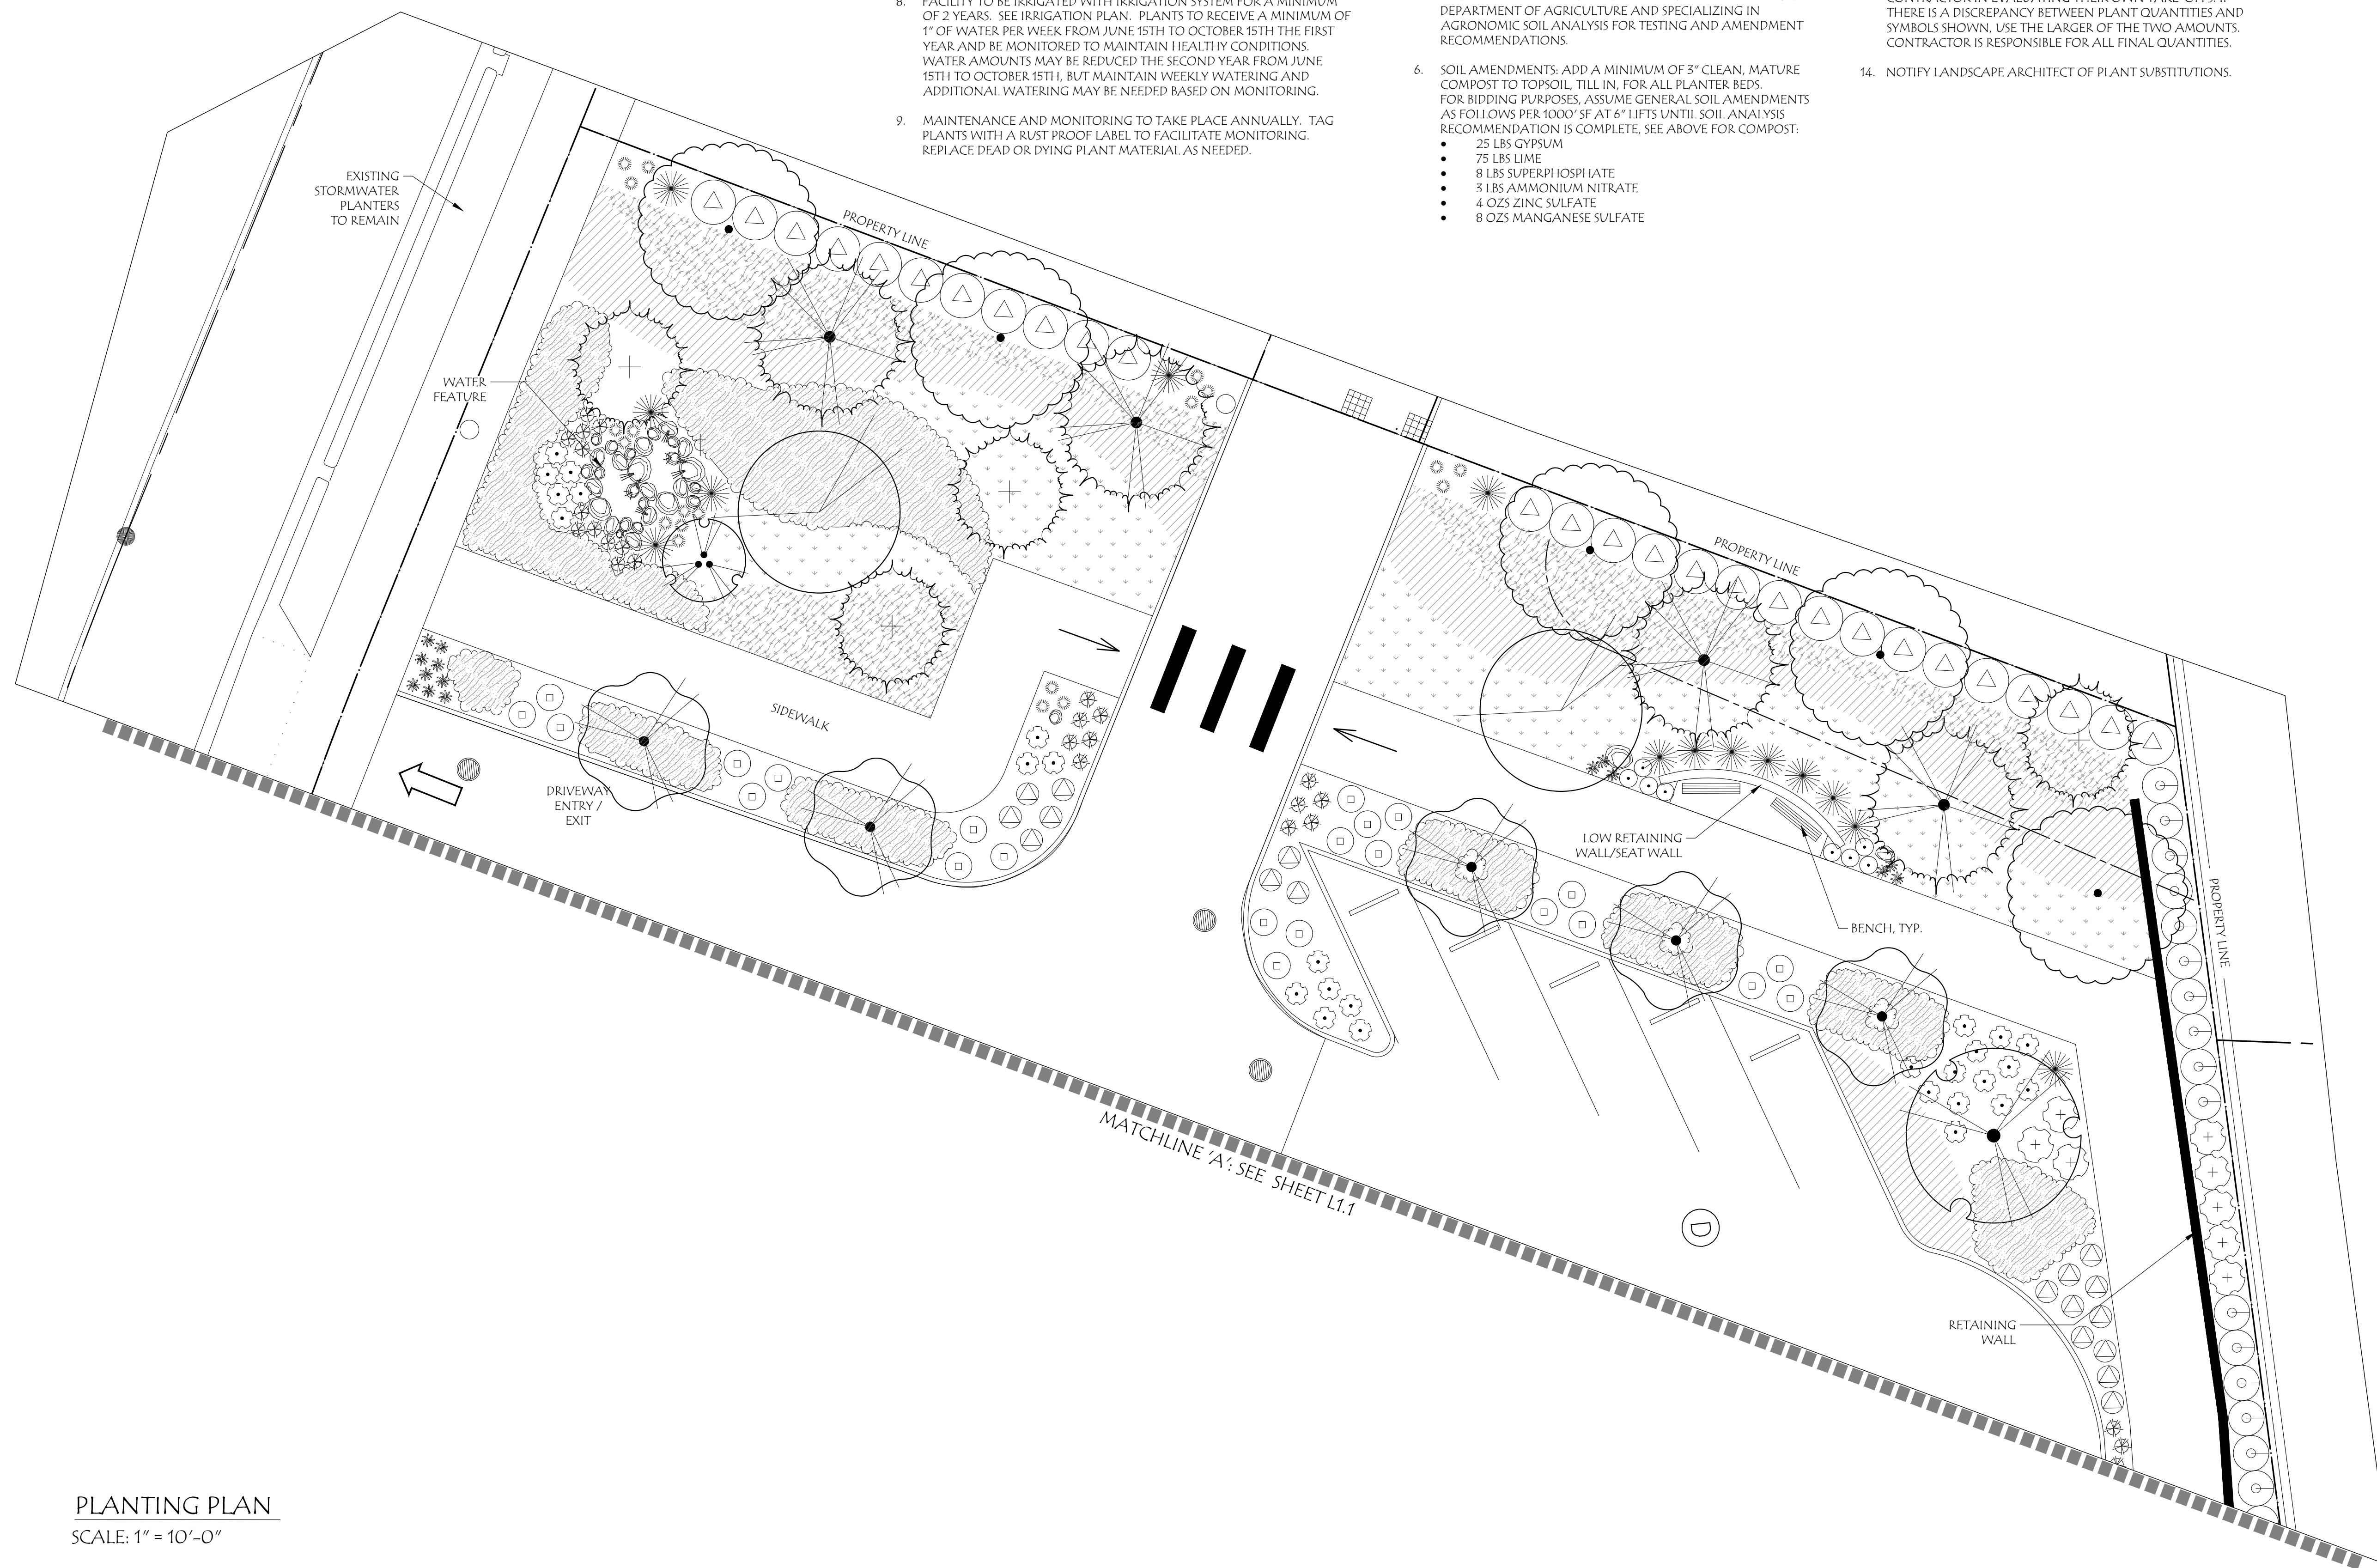 8. FACILITY TO BE IRRIGATED WITH IRRIGATION SYSTEM FOR A MINIMUM
OF 2 YEARS. SEE IRRIGATION PLAN. PLANTS TO RECEIVE A MINIMUM OF
1" OF WATER PER WEEK FROM JUNE 15TH TO OCTOBER 15TH THE FIRST
YEAR AND BE MONITORED TO MAINTAIN HEALTHY CONDITIONS.
WATER AMOUNTS MAY BE REDUCED THE SECOND YEAR FROM JUNE
15TH TO OCTOBER 15TH, BUT MAINTAIN WEEKLY WATERING AND
ADDITIONAL WATERING MAY BE NEEDED BASED ON MONITORING.
9. MAINTENANCE AND MONITORING TO TAKE PLACE ANNUALLY. TAG
PLANTS WITH A RUST PROOF LABEL TO FACILITATE MONITORING.
REPLACE DEAD OR DYING PLANT MATERIAL AS NEEDED.
DEPARTMENT OF AGRICULTURE AND SPECIALIZING IN
AGRONOMIC SOIL ANALYSIS FOR TESTING AND AMENDMENT
RECOMMENDATIONS.
6. SOIL AMENDMENTS: ADD A MINIMUM OF 3" CLEAN, MATURE
COMPOST TO TOPSOIL, TILL IN, FOR ALL PLANTER BEDS.
FOR BIDDING PURPOSES, ASSUME GENERAL SOIL AMENDMENTS
AS FOLLOWS PER 1000' SF AT 6" LIFTS UNTIL SOIL ANALYSIS
RECOMMENDATION IS COMPLETE, SEE ABOVE FOR COMPOST:
• 25 LBS GYPSUM
• 75 LBS LIME
• 8 LBS SUPERPHOSPHATE
• 3 LBS AMMONIUM NITRATE
• 4 OZS ZINC SULFATE
• 8 OZS MANGANESE SULFATE
CONTRACTOR IN EVALUATING THEIR OWN TAKE-OFFS. IF
THERE IS A DISCREPANCY BETWEEN PLANT QUANTITIES AND
SYMBOLS SHOWN, USE THE LARGER OF THE TWO AMOUNTS.
CONTRACTOR IS RESPONSIBLE FOR ALL FINAL QUANTITIES.
14. NOTIFY LANDSCAPE ARCHITECT OF PLANT SUBSTITUTIONS.
EXISTING
STORMWATER
PLANTERS
TO REMAIN
PROPERTY LINE
WATER
FEATURE
PROPERTY LINE
SIDEWALK
DRIVEWAY
ENTRY /
EXIT
LOW RETAINING
WALL/SEAT WALL
BENCH, TYP.
PROPERTY LINE
MATCHLINE 'A': SEE SHEET L1.1
D
RETAINING
WALL
PLANTING PLAN
SCALE: 1" = 10'-0"